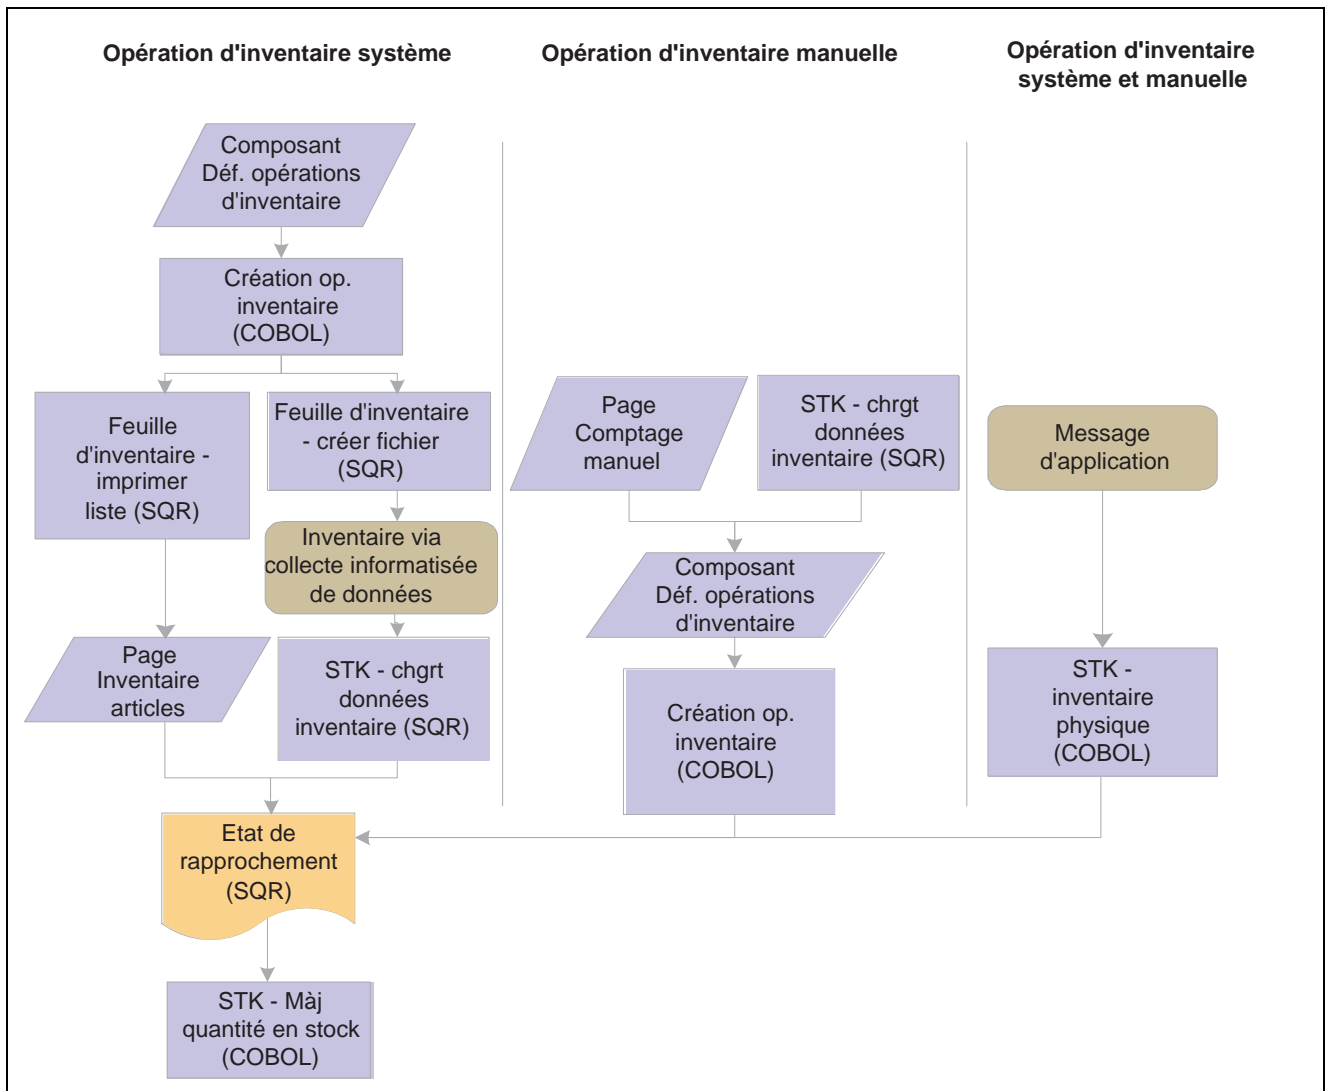 Opération d'inventaire système
Opération d'inventaire manuelle
Opération d'inventaire
système et manuelle
Composant
Déf. opérations
d'inventaire
Création op.
inventaire
(COBOL)
Feuille
d'inventaire -
imprimer
liste (SQR)
Feuille d'inventaire
- créer fichier
(SQR)
Inventaire via
collecte informatisée
de données
Page
Inventaire
articles
STK - chgrt
données
inventaire (SQR)
Page
Comptage
manuel
STK - chrgt
données
inventaire (SQR)
Composant
Déf. opérations
d'inventaire
Création op.
inventaire
(COBOL)
Message
d'application
STK -
inventaire
physique
(COBOL)
Etat de
rapprochement
(SQR)
STK - Màj
quantité en stock
(COBOL)